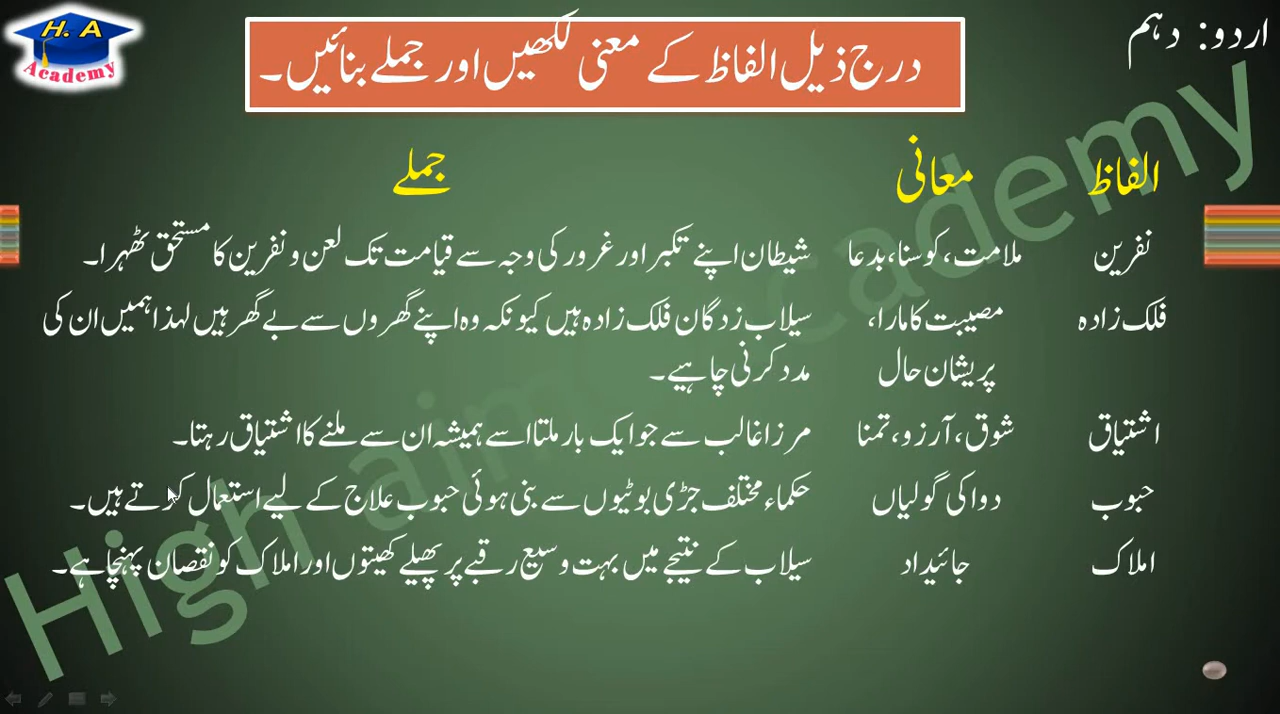 H. A
Academy
اردو: دہم
درج ذیل الفاظ کے معنی لکھیں اور جملے بنائیں۔
الفاظ معانی جملے
نفرین ملامت، کوسنا، بدعا شیطان اپنے تکبر اور غرور کی وجہ سے قیامت تک لعن و نفرین کا مستحق ٹھہرا۔
فلک زادہ مصیبت کا مارا، سیلاب زدگان فلک زادہ ہیں کیونکہ وہ اپنے گھروں سے بے گھر ہیں لہذا ہمیں ان کی
پریشان حال مدد کرنی چاہیے۔
اشتیاق شوق، آرزو، تمنا مرزا غالب سے جو ایک بار ملتا اسے ہمیشہ ان سے ملنے کا اشتیاق رہتا۔
حبوب دوا کی گولیاں حکماء مختلف جڑی بوٹیوں سے بنی ہوئی حبوب علاج کے لیے استعمال کرتے ہیں۔
املاک جائیداد سیلاب کے نتیجے میں بہت وسیع رقبے پر پھیلے کھیتوں اور املاک کو نقصان پہنچا ہے۔
High aims academy